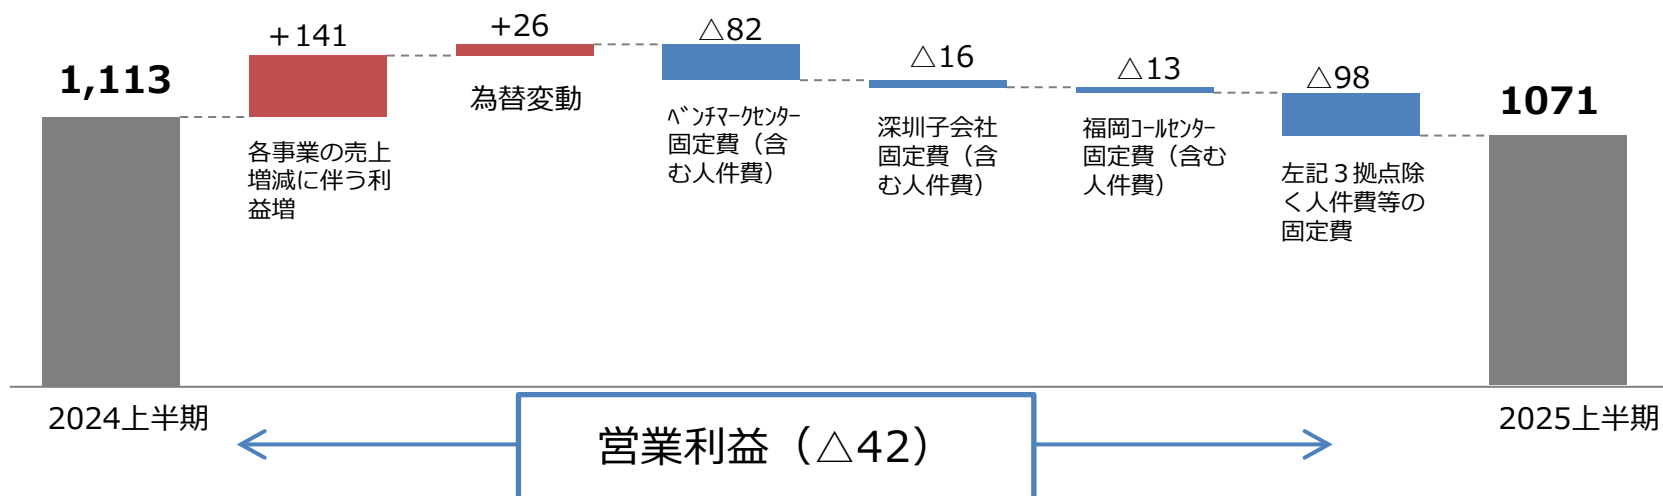 1,113
+141
各事業の売上
増減に伴う利
益増
+26
為替変動
△82
ﾍﾞﾝﾁﾏｰｸｾﾝﾀｰ
固定費（含
む人件費）
△16
深圳子会社
固定費（含
む人件費）
△13
福岡ｺｰﾙｾﾝﾀｰ
固定費（含む
人件費）
△98
左記３拠点除
く人件費等の
固定費
1071
2024上半期
営業利益（△42）
2025上半期